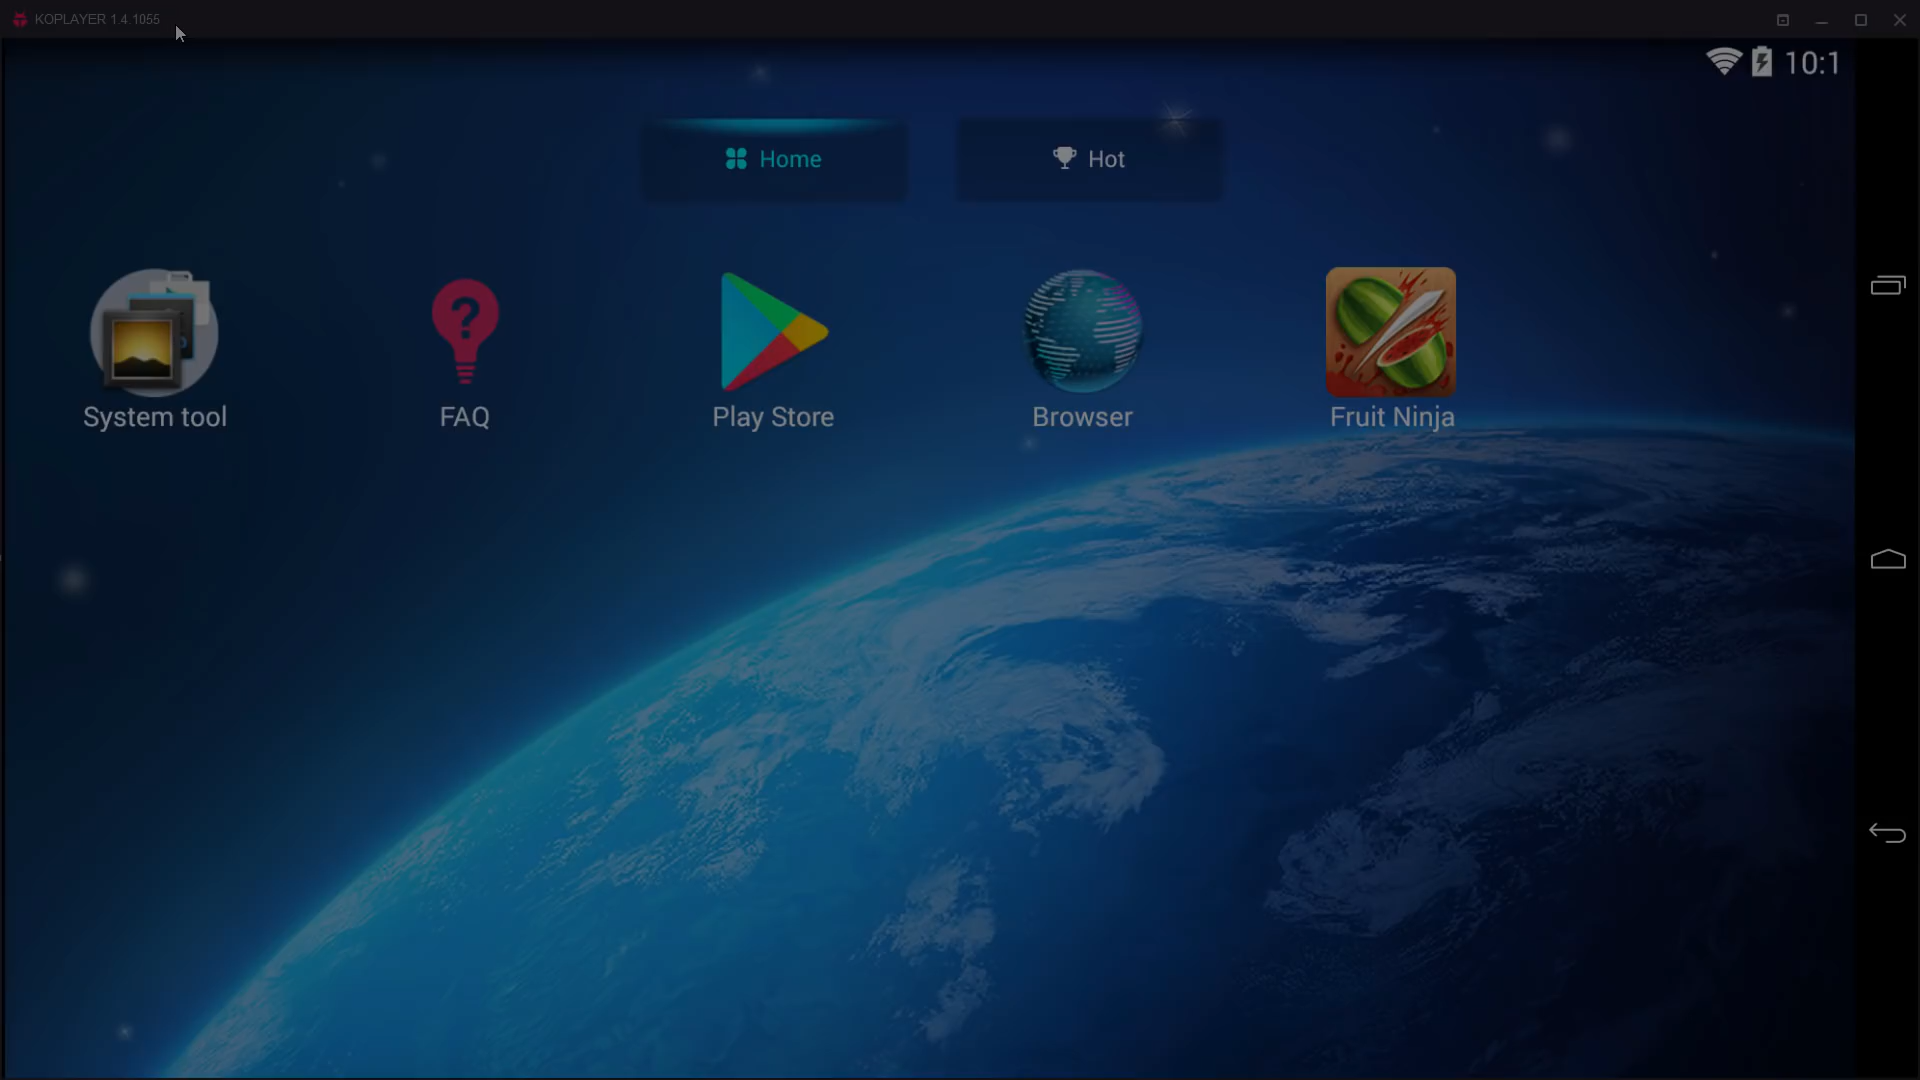 KOPLAYER 1.4.1055
10:1
Home
Hot
System tool
FAQ
Play Store
Browser
Fruit Ninja